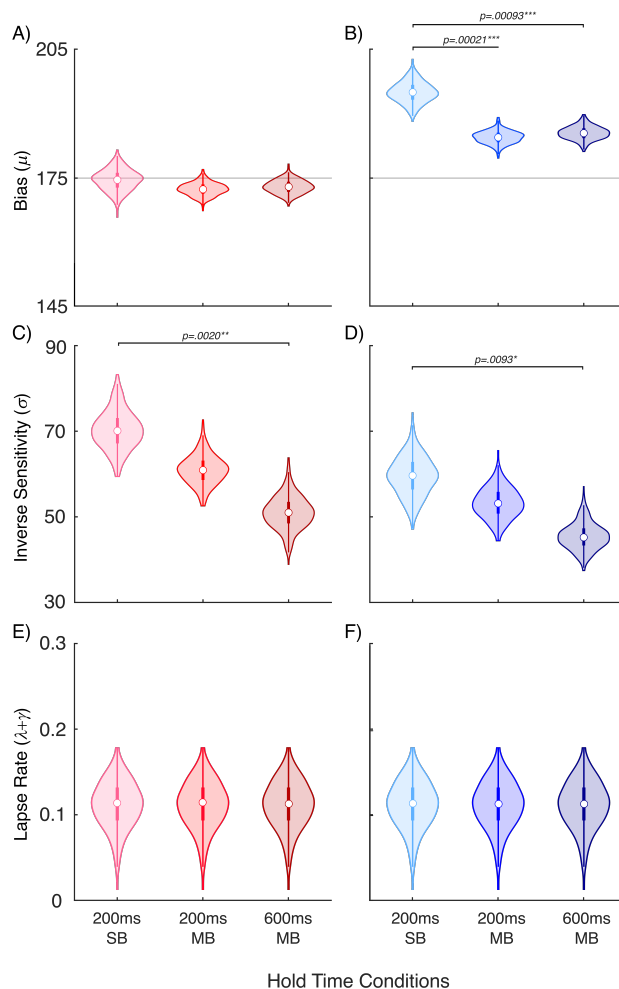 A)
B)
p=.00093***
p=.00021***
205
175
145
Bias (μ)
C)
D)
p=.0020**
p=.0093*
90
70
50
30
Inverse Sensitivity (σ)
E)
F)
0.3
0.2
0.1
0
Lapse Rate (λ+γ)
200ms 200ms 600ms 200ms 200ms 600ms
SB MB MB SB MB MB
Hold Time Conditions